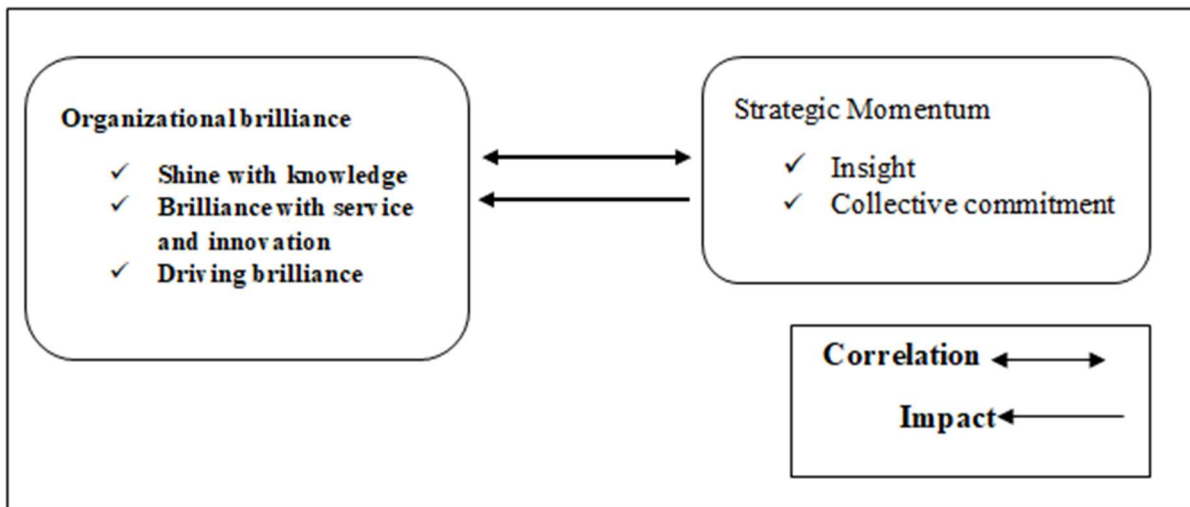 Organizational brilliance
✓ Shine with knowledge
✓ Brilliance with service
and innovation
✓ Driving brilliance
Strategic Momentum
✓ Insight
✓ Collective commitment
Correlation
Impact